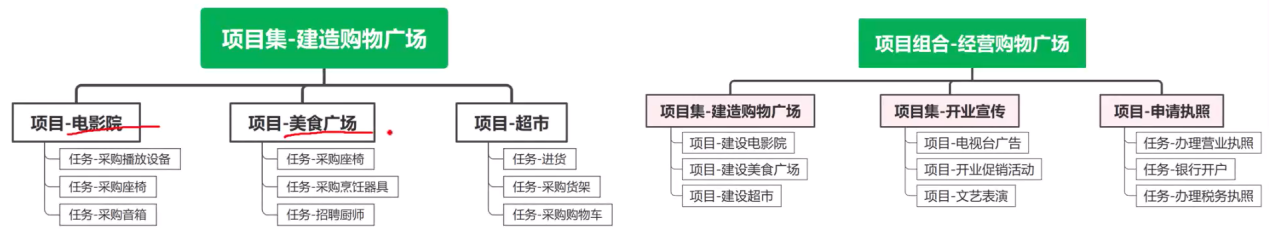 项目集-建造购物广场
项目-电影院
任务-采购播放设备
任务-采购座椅
任务-采购音箱
项目-美食广场
任务-采购座椅
任务-采购烹饪器具
任务-招聘厨师
项目-超市
任务-进货
任务-采购货架
任务-采购购物车
项目组合-经营购物广场
项目集-建造购物广场
项目-建设电影院
项目-建设美食广场
项目-建设超市
项目集-开业宣传
项目-电视台广告
项目-开业促销活动
项目-文艺表演
项目-申请执照
任务-办理营业执照
任务-银行开户
任务-办理税务执照